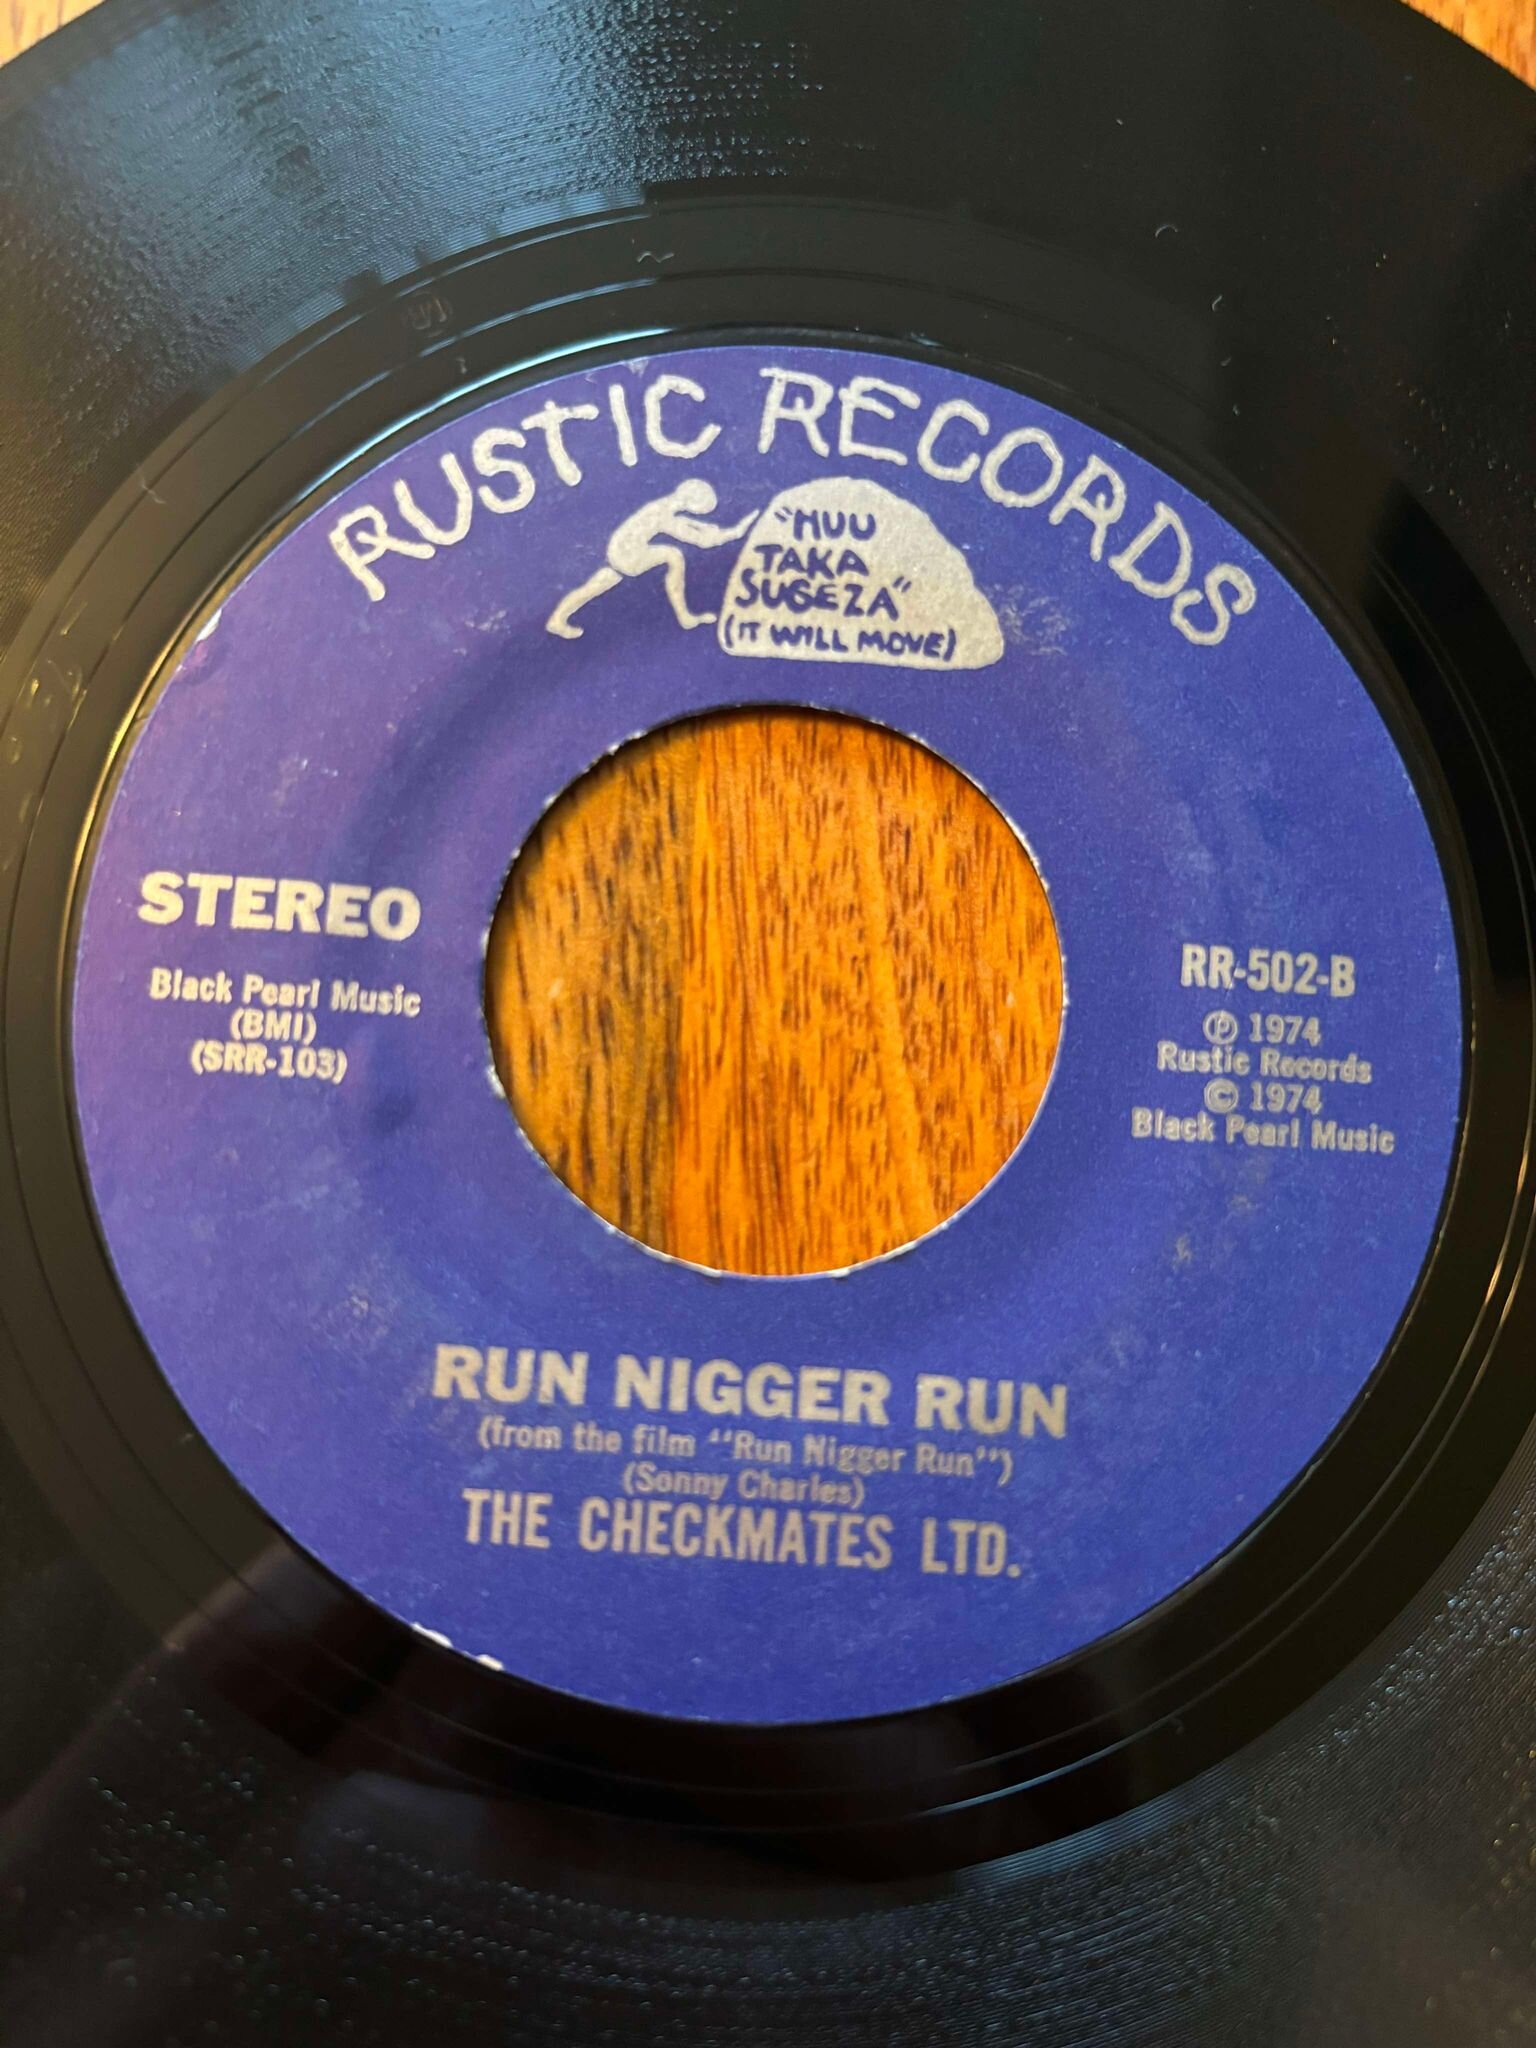 RUSTIC RECORDS
"HUU
TAKA
SUGEZA"
(IT WILL MOVE)
STEREO
Black Pearl Music
(BMI)
(SRR-103)
RR-502-B
℗ 1974
Rustic Records
© 1974
Black Pearl Music
RUN NIGGER RUN
(from the film "Run Nigger Run")
(Sonny Charles)
THE CHECKMATES LTD.